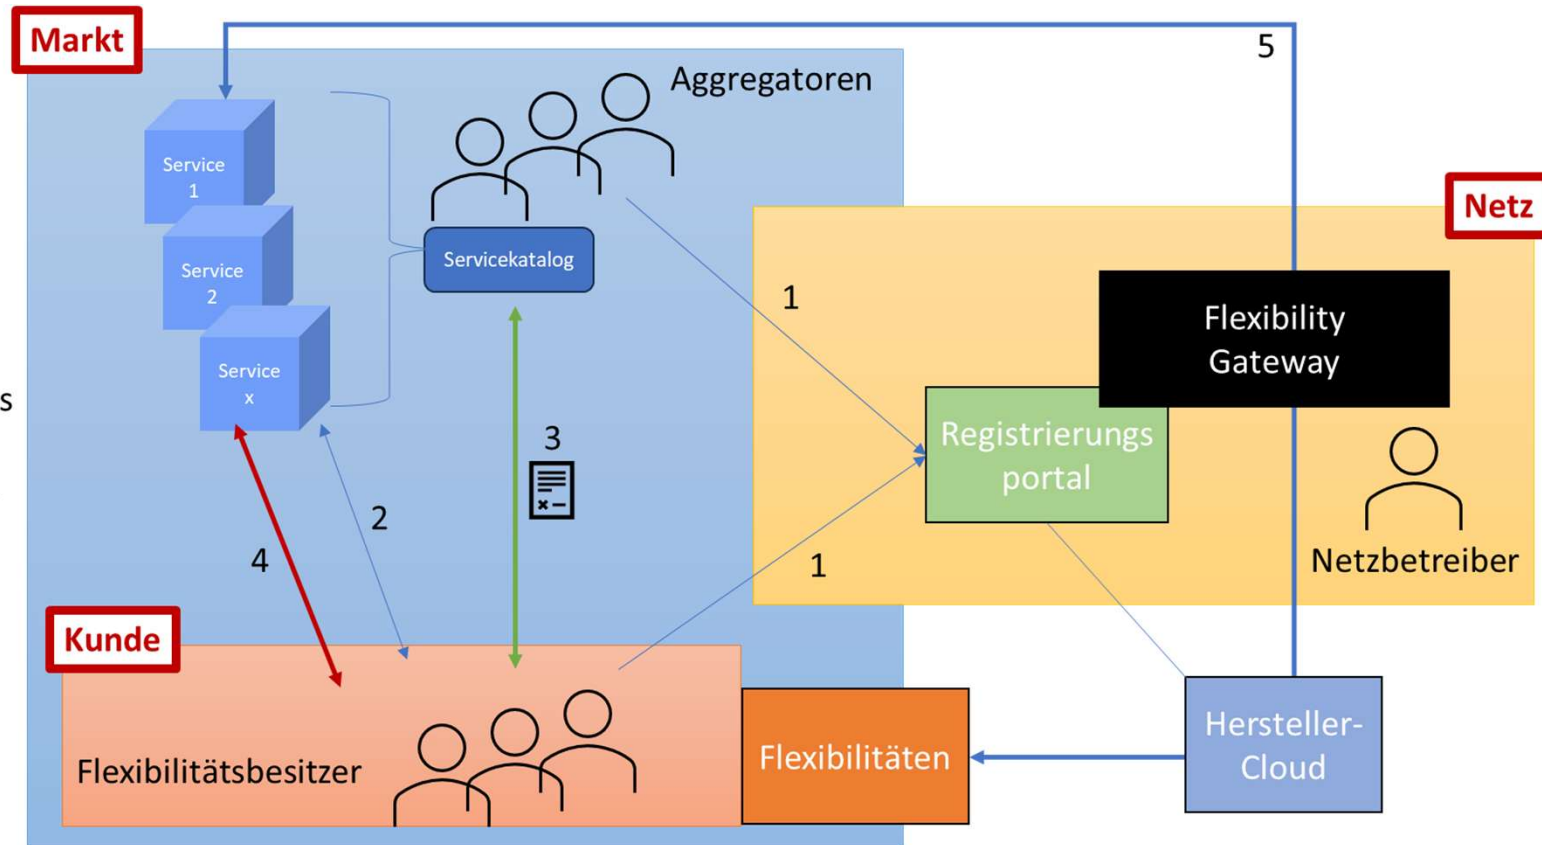 Markt
5
Aggregatoren
Service
1
Netz
Servicekatalog
Service
2
1
Flexibility
Gateway
Service
x
s
3
Registrierungs
portal
2
4
1
Netzbetreiber
Kunde
Hersteller-
Cloud
Flexibilitäten
Flexibilitätsbesitzer